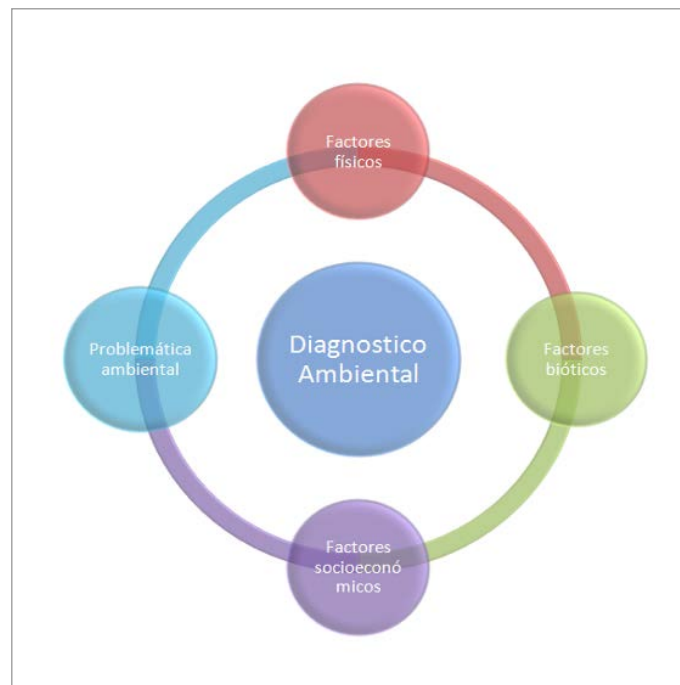 Factores
físicos
Problemática
ambiental
Diagnostico
Ambiental
Factores
bióticos
Factores
socioeconó
micos